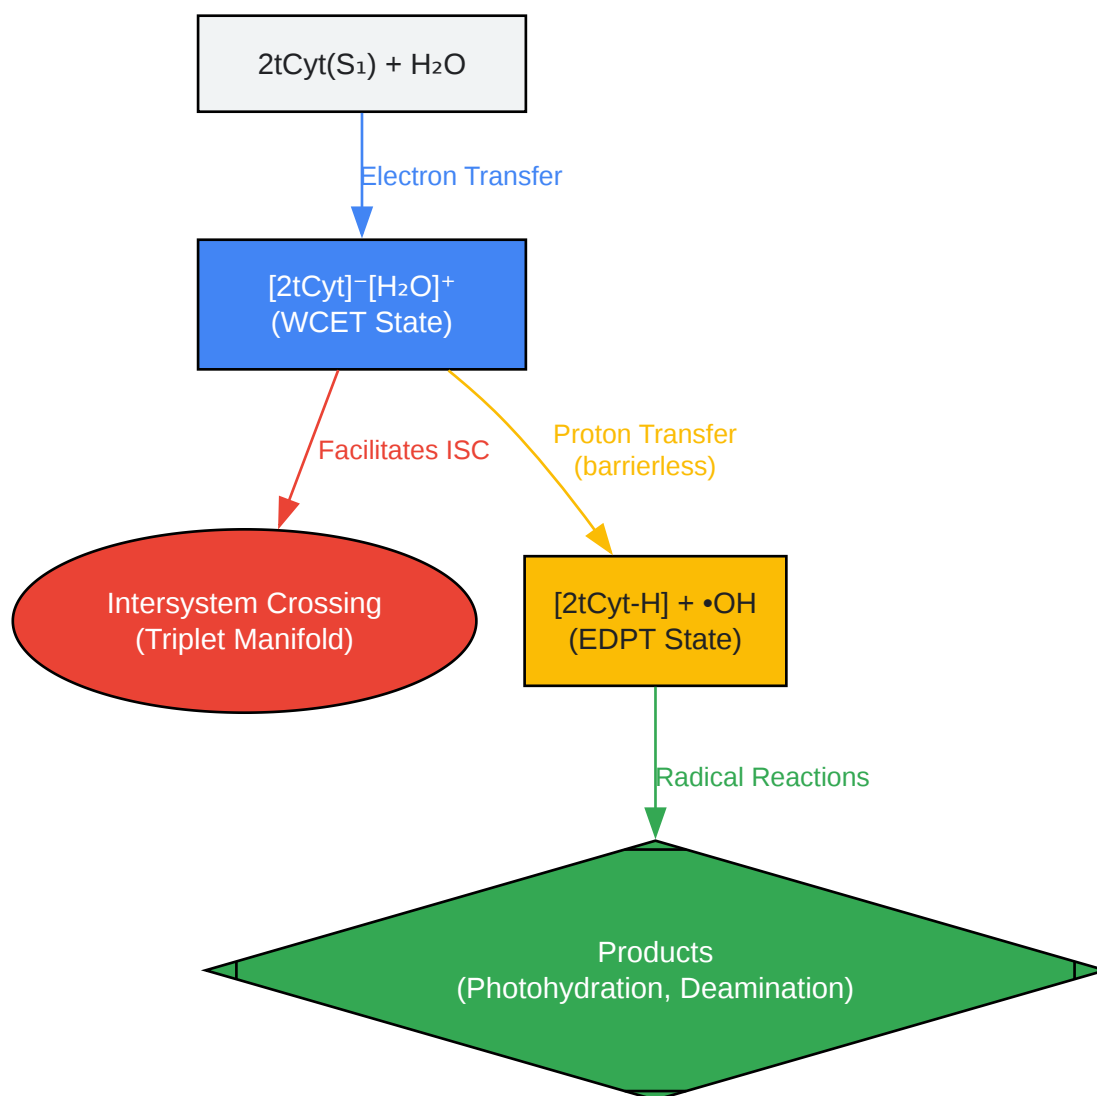 2tCyt(S₁) + H₂O
Electron Transfer
[2tCyt]⁻[H₂O]⁺
(WCET State)
Facilitates ISC
Proton Transfer
(barrierless)
Intersystem Crossing
(Triplet Manifold)
[2tCyt-H] + •OH
(EDPT State)
Radical Reactions
Products
(Photohydration, Deamination)